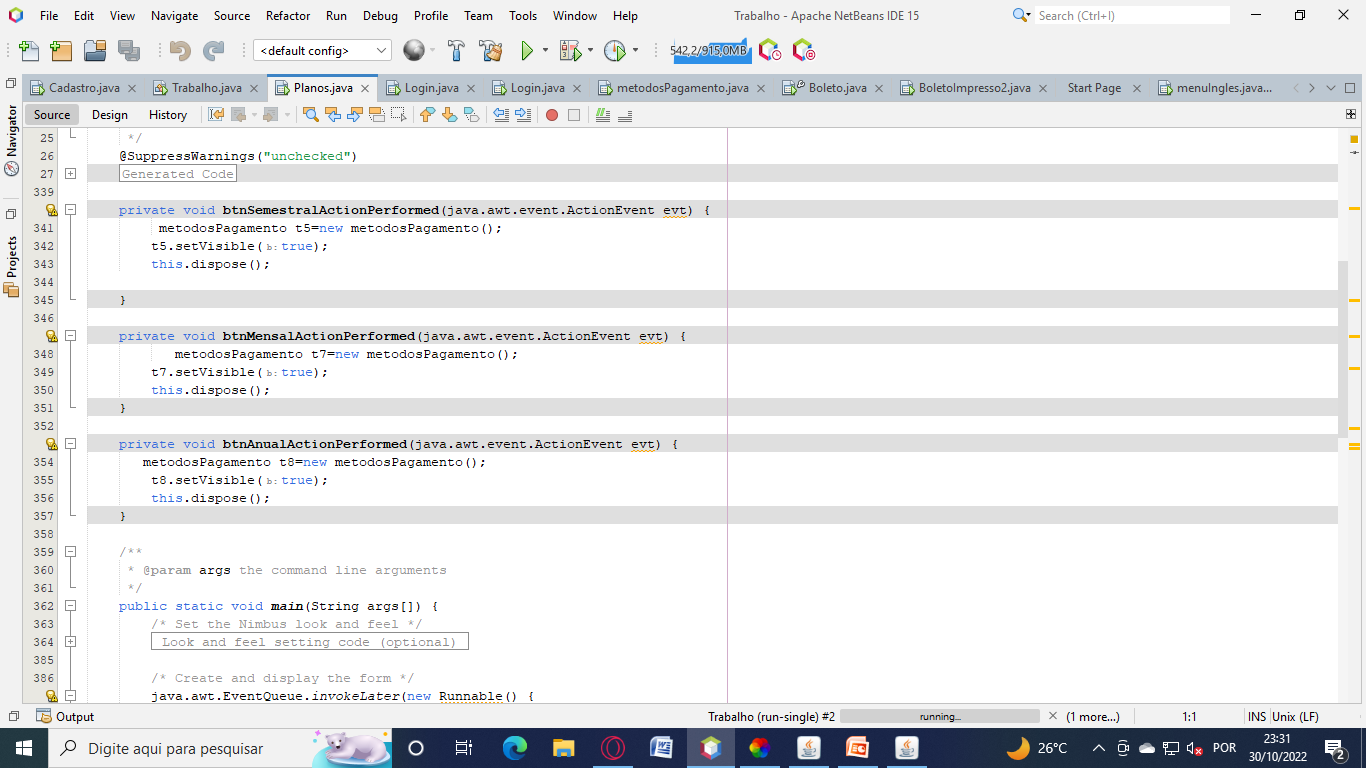 File Edit View Navigate Source Refactor Run Debug Profile Team Tools Window Help Trabalho - Apache NetBeans IDE 15 Search (Ctrl+I)
<default config> 542,2/915,0MB
Cadastro.java Trabalho.java Planos.java Login.java Login.java metodosPagamento.java Boleto.java BoletoImpresso2.java Start Page menuIngles.java...
Source Design History
Navigator
Projects
25 */
26 @SuppressWarnings("unchecked")
27 Generated Code
339
private void btnSemestralActionPerformed(java.awt.event.ActionEvent evt) {
341 metodosPagamento t5=new metodosPagamento();
342 t5.setVisible(b:true);
343 this.dispose();
344
345 }
346
private void btnMensalActionPerformed(java.awt.event.ActionEvent evt) {
348 metodosPagamento t7=new metodosPagamento();
349 t7.setVisible(b:true);
350 this.dispose();
351 }
352
private void btnAnualActionPerformed(java.awt.event.ActionEvent evt) {
354 metodosPagamento t8=new metodosPagamento();
355 t8.setVisible(b:true);
356 this.dispose();
357 }
358
359 /**
360 * @param args the command line arguments
361 */
362 public static void main(String args[]) {
363 /* Set the Nimbus look and feel */
364 Look and feel setting code (optional)
385
386 /* Create and display the form */
java.awt.EventQueue.invokeLater(new Runnable() {
Output Trabalho (run-single) #2 running... (1 more...) 1:1 INS Unix (LF)
Digite aqui para pesquisar 26°C POR 23:31
30/10/2022 2